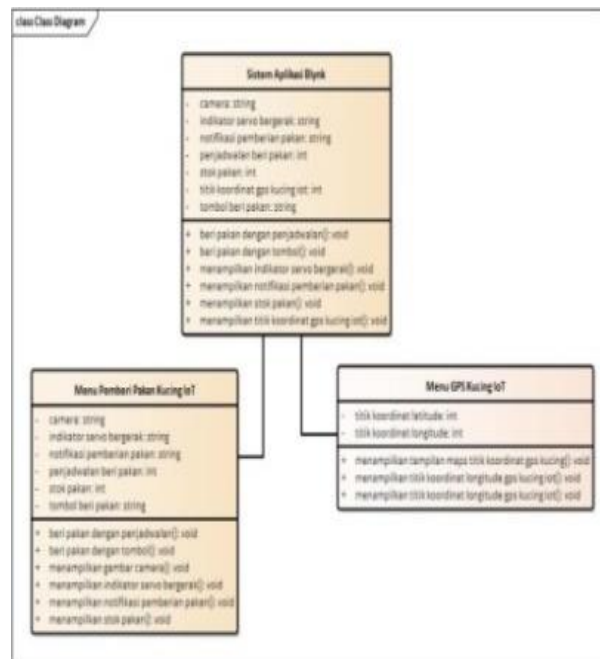 class Class Diagram
Sistem Aplikasi Blynk
- camera: string
- indikator servo bergerak: string
- notifikasi pemberian pakan: string
- penjadwalan beri pakan: int
- stok pakan: int
- titik koordinat gps kucing iot: int
- tombol beri pakan: string
+ beri pakan dengan penjadwalan(): void
+ beri pakan dengan tombol(): void
+ menampilkan indikator servo bergerak(): void
+ menampilkan notifikasi pemberian pakan(): void
+ menampilkan stok pakan(): void
+ menampilkan titik koordinat gps kucing iot(): void
Menu Pemberi Pakan Kucing IoT
- camera: string
- indikator servo bergerak: string
- notifikasi pemberian pakan: string
- penjadwalan beri pakan: int
- stok pakan: int
- tombol beri pakan: string
+ beri pakan dengan penjadwalan(): void
+ beri pakan dengan tombol(): void
+ menampilkan gambar camera(): void
+ menampilkan indikator servo bergerak(): void
+ menampilkan notifikasi pemberian pakan(): void
+ menampilkan stok pakan(): void
Menu GPS Kucing IoT
- titik koordinat latitude: int
- titik koordinat longitude: int
+ menampilkan tampilan maps titik koordinat gps kucing(): void
+ menampilkan titik koordinat longitude gps kucing iot(): void
+ menampilkan titik koordinat longitude gps kucing iot(): void